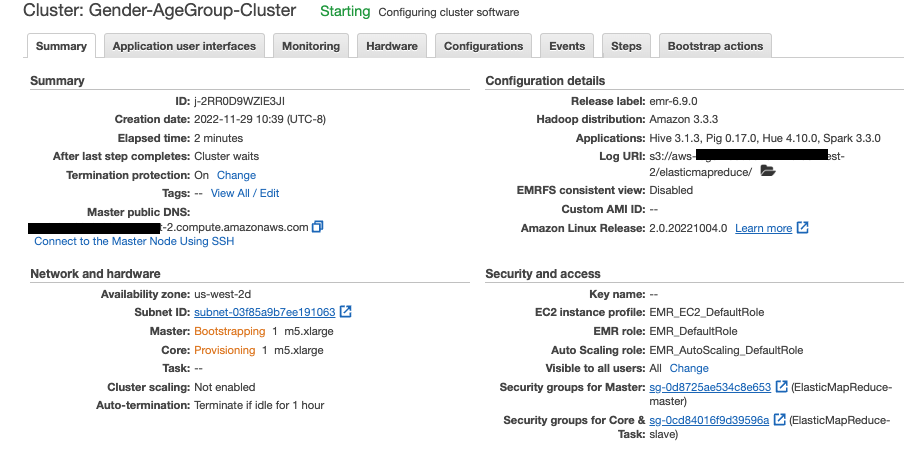 Cluster: Gender-AgeGroup-Cluster Starting Configuring cluster software
Summary Application user interfaces Monitoring Hardware Configurations Events Steps Bootstrap actions
Summary
ID: j-2RR0D9WZIE3JI
Creation date: 2022-11-29 10:39 (UTC-8)
Elapsed time: 2 minutes
After last step completes: Cluster waits
Termination protection: On Change
Tags: -- View All / Edit
Master public DNS:
-2.compute.amazonaws.com
Connect to the Master Node Using SSH
Configuration details
Release label: emr-6.9.0
Hadoop distribution: Amazon 3.3.3
Applications: Hive 3.1.3, Pig 0.17.0, Hue 4.10.0, Spark 3.3.0
Log URI: s3://aws- est-
2/elasticmapreduce/
EMRFS consistent view: Disabled
Custom AMI ID: --
Amazon Linux Release: 2.0.20221004.0 Learn more
Network and hardware
Availability zone: us-west-2d
Subnet ID: subnet-03f85a9b7ee191063
Master: Bootstrapping 1 m5.xlarge
Core: Provisioning 1 m5.xlarge
Task: --
Cluster scaling: Not enabled
Auto-termination: Terminate if idle for 1 hour
Security and access
Key name: --
EC2 instance profile: EMR_EC2_DefaultRole
EMR role: EMR_DefaultRole
Auto Scaling role: EMR_AutoScaling_DefaultRole
Visible to all users: All Change
Security groups for Master: sg-0d8725ae534c8e653 (ElasticMapReduce-
master)
Security groups for Core & sg-0cd84016f9d39596a (ElasticMapReduce-
Task: slave)